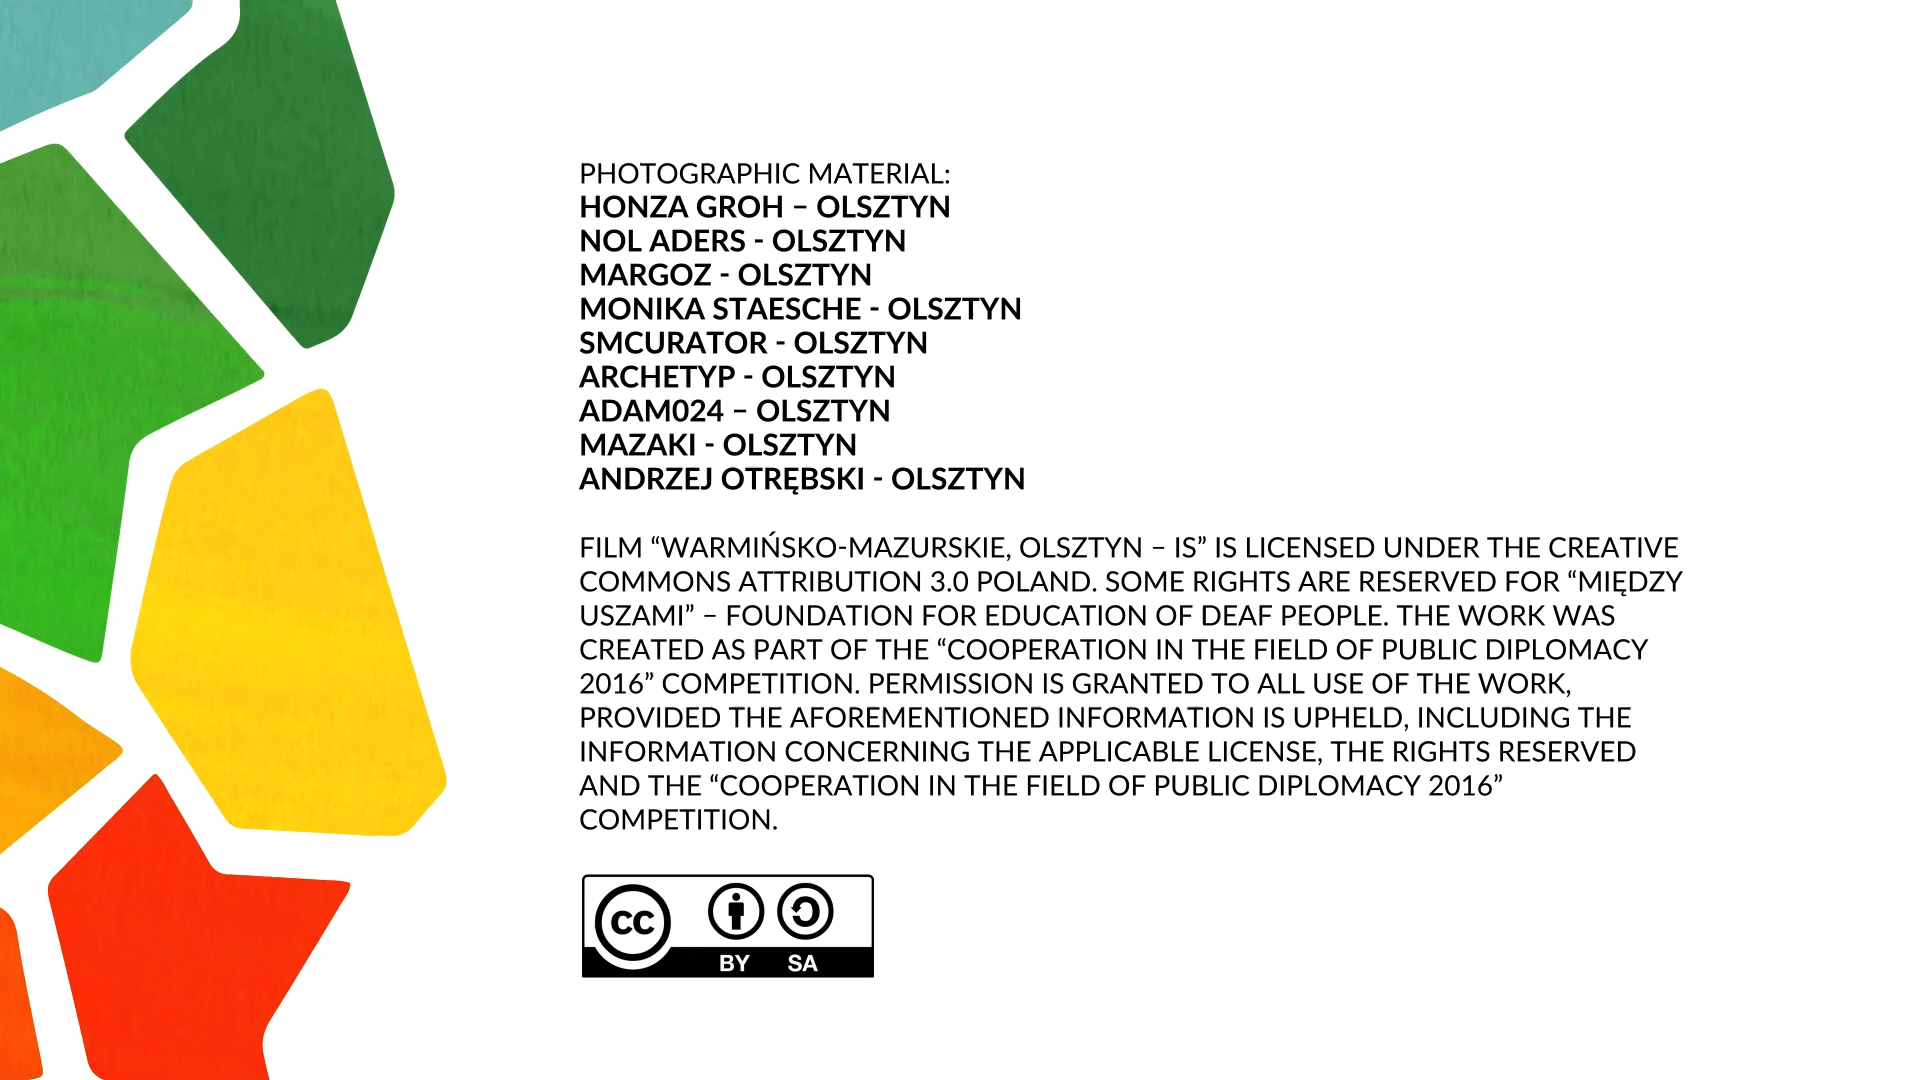 PHOTOGRAPHIC MATERIAL:
HONZA GROH – OLSZTYN
NOL ADERS - OLSZTYN
MARGOZ - OLSZTYN
MONIKA STAESCHE - OLSZTYN
SMCURATOR - OLSZTYN
ARCHETYP - OLSZTYN
ADAM024 – OLSZTYN
MAZAKI - OLSZTYN
ANDRZEJ OTRĘBSKI - OLSZTYN
FILM “WARMIŃSKO-MAZURSKIE, OLSZTYN – IS” IS LICENSED UNDER THE CREATIVE
COMMONS ATTRIBUTION 3.0 POLAND. SOME RIGHTS ARE RESERVED FOR “MIĘDZY
USZAMI” – FOUNDATION FOR EDUCATION OF DEAF PEOPLE. THE WORK WAS
CREATED AS PART OF THE “COOPERATION IN THE FIELD OF PUBLIC DIPLOMACY
2016” COMPETITION. PERMISSION IS GRANTED TO ALL USE OF THE WORK,
PROVIDED THE AFOREMENTIONED INFORMATION IS UPHELD, INCLUDING THE
INFORMATION CONCERNING THE APPLICABLE LICENSE, THE RIGHTS RESERVED
AND THE “COOPERATION IN THE FIELD OF PUBLIC DIPLOMACY 2016”
COMPETITION.
CC
BY SA